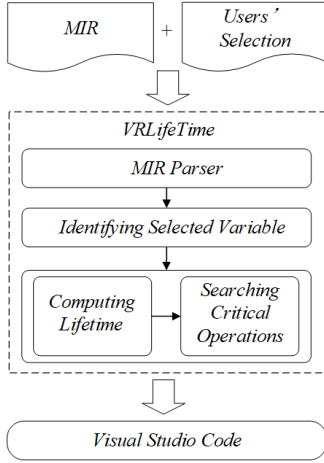 MIR
+
Users’
Selection
VRLifeTime
MIR Parser
Identifying Selected Variable
Computing
Lifetime
Searching
Critical
Operations
Visual Studio Code